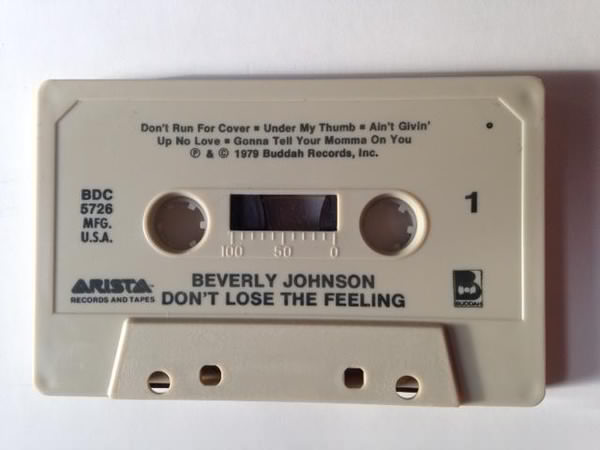 Don't Run For Cover ▪ Under My Thumb ▪ Ain't Givin'
Up No Love ▪ Gonna Tell Your Momma On You
℗ & © 1979 Buddah Records, Inc.
BDC
5726
MFG.
U.S.A.
1
100 50 0
ARISTA
RECORDS AND TAPES
BEVERLY JOHNSON
DON'T LOSE THE FEELING
BUDDAH